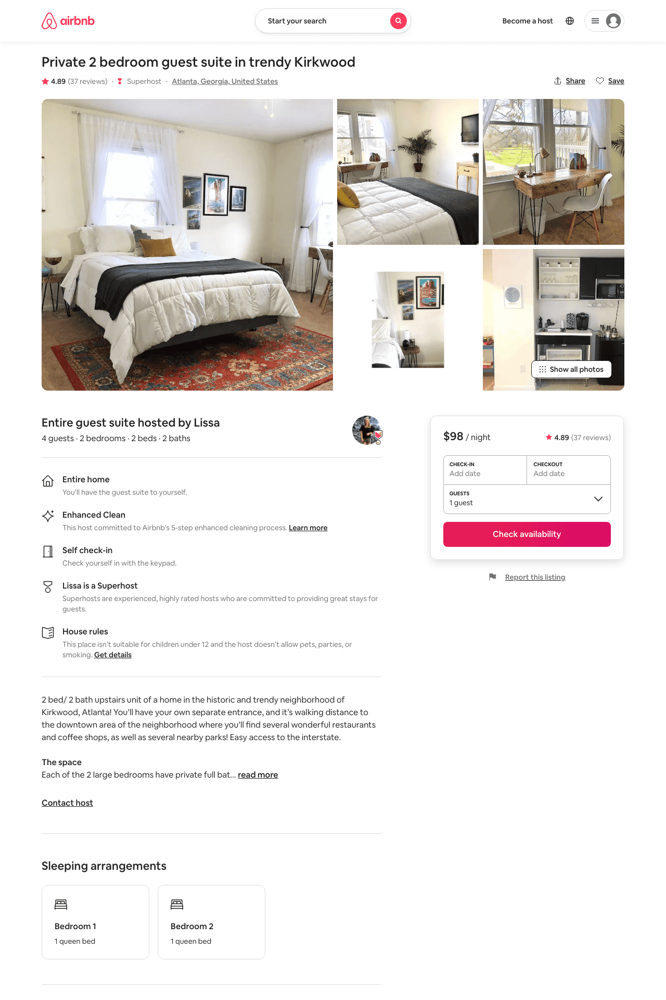 airbnb
Start your search
Become a host
Private 2 bedroom guest suite in trendy Kirkwood
4.89 (37 reviews) · Superhost · Atlanta, Georgia, United States
Share
Save
Show all photos
Entire guest suite hosted by Lissa
4 guests · 2 bedrooms · 2 beds · 2 baths
Entire home
You’ll have the guest suite to yourself.
Enhanced Clean
This host committed to Airbnb's 5-step enhanced cleaning process. Learn more
Self check-in
Check yourself in with the keypad.
Lissa is a Superhost
Superhosts are experienced, highly rated hosts who are committed to providing great stays for
guests.
House rules
This place isn’t suitable for children under 12 and the host doesn’t allow pets, parties, or
smoking. Get details
$98 / night
4.89 (37 reviews)
CHECK-IN
Add date
CHECKOUT
Add date
GUESTS
1 guest
Check availability
Report this listing
2 bed/ 2 bath upstairs unit of a home in the historic and trendy neighborhood of
Kirkwood, Atlanta! You’ll have your own separate entrance, and it’s walking distance to
the downtown area of the neighborhood where you’ll find several wonderful restaurants
and coffee shops, as well as several nearby parks! Easy access to the interstate.
The space
Each of the 2 large bedrooms have private full bat... read more
Contact host
Sleeping arrangements
Bedroom 1
1 queen bed
Bedroom 2
1 queen bed